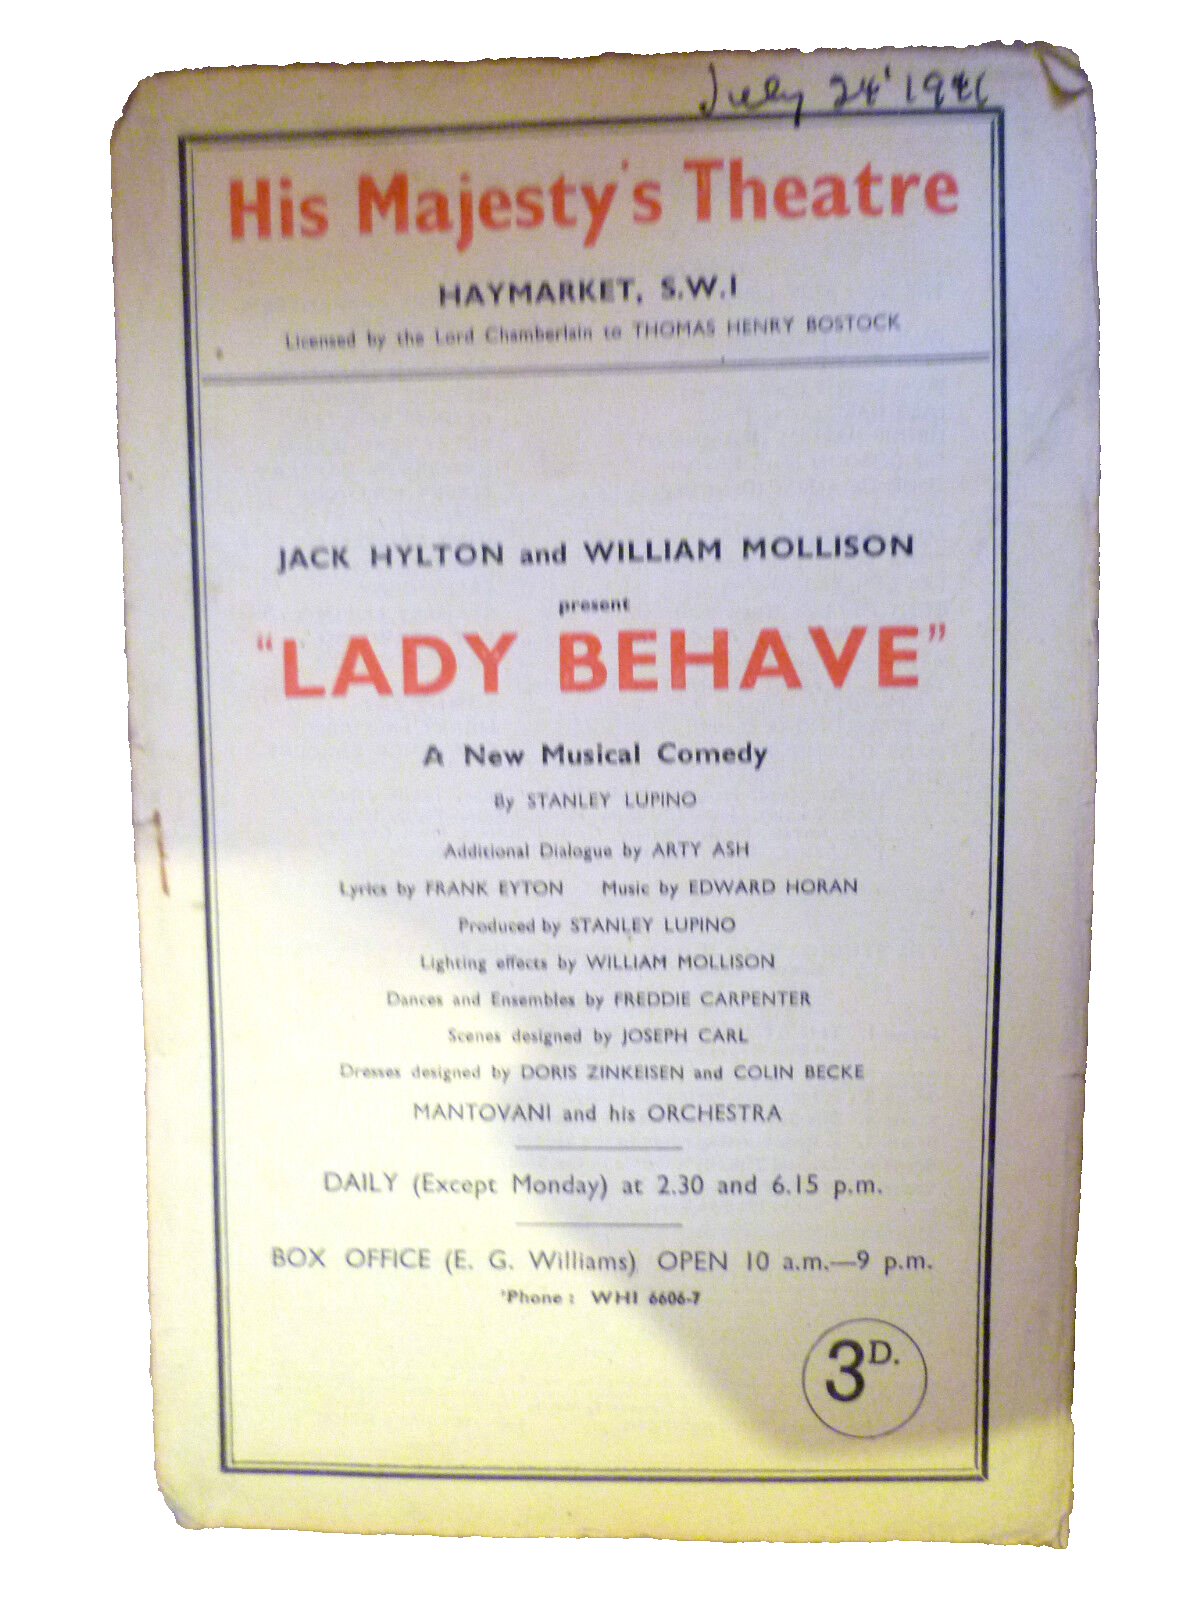 July 24' 1941
His Majesty's Theatre
HAYMARKET, S.W.1
Licensed by the Lord Chamberlain to THOMAS HENRY BOSTOCK
JACK HYLTON and WILLIAM MOLLISON
present
"LADY BEHAVE"
A New Musical Comedy
By STANLEY LUPINO
Additional Dialogue by ARTY ASH
Lyrics by FRANK EYTON Music by EDWARD HORAN
Produced by STANLEY LUPINO
Lighting effects by WILLIAM MOLLISON
Dances and Ensembles by FREDDIE CARPENTER
Scenes designed by JOSEPH CARL
Dresses designed by DORIS ZINKEISEN and COLIN BECKE
MANTOVANI and his ORCHESTRA
DAILY (Except Monday) at 2.30 and 6.15 p.m.
BOX OFFICE (E. G. Williams) OPEN 10 a.m.—9 p.m.
'Phone : WHI 6606-7
3D.